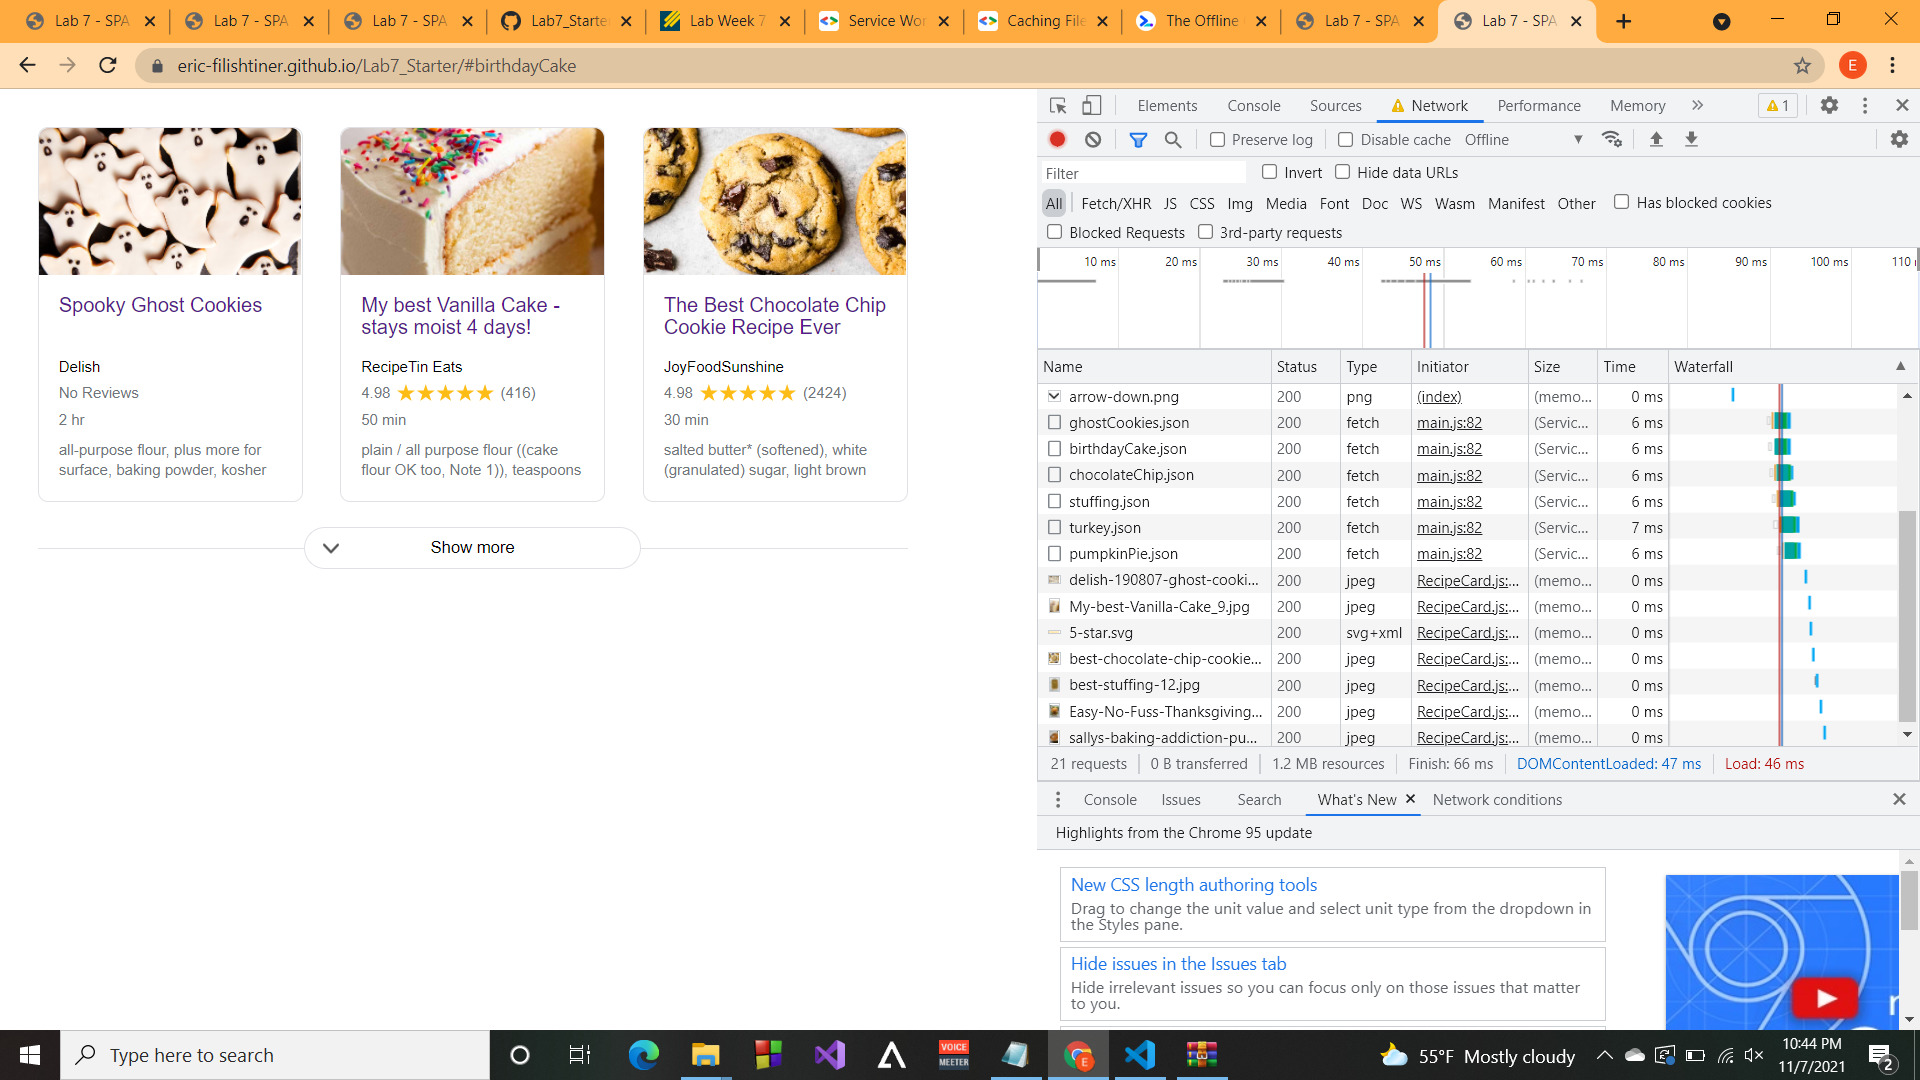 Lab 7 - SPA
Lab 7 - SPA
Lab 7 - SPA
Lab7_Starte
Lab Week 7
Service Wor
Caching File
The Offline
Lab 7 - SPA
Lab 7 - SPA
eric-filishtiner.github.io/Lab7_Starter/#birthdayCake
E
Spooky Ghost Cookies
Delish
No Reviews
2 hr
all-purpose flour, plus more for
surface, baking powder, kosher
My best Vanilla Cake -
stays moist 4 days!
RecipeTin Eats
4.98 (416)
50 min
plain / all purpose flour ((cake
flour OK too, Note 1)), teaspoons
The Best Chocolate Chip
Cookie Recipe Ever
JoyFoodSunshine
4.98 (2424)
30 min
salted butter* (softened), white
(granulated) sugar, light brown
Show more
Elements Console Sources Network Performance Memory » 1
Preserve log Disable cache Offline
Filter Invert Hide data URLs
All Fetch/XHR JS CSS Img Media Font Doc WS Wasm Manifest Other Has blocked cookies
Blocked Requests 3rd-party requests
10 ms 20 ms 30 ms 40 ms 50 ms 60 ms 70 ms 80 ms 90 ms 100 ms 110
Name Status Type Initiator Size Time Waterfall
arrow-down.png 200 png (index) (memo... 0 ms
ghostCookies.json 200 fetch main.js:82 (Servic... 6 ms
birthdayCake.json 200 fetch main.js:82 (Servic... 6 ms
chocolateChip.json 200 fetch main.js:82 (Servic... 6 ms
stuffing.json 200 fetch main.js:82 (Servic... 6 ms
turkey.json 200 fetch main.js:82 (Servic... 7 ms
pumpkinPie.json 200 fetch main.js:82 (Servic... 6 ms
delish-190807-ghost-cooki... 200 jpeg RecipeCard.js:... (memo... 0 ms
My-best-Vanilla-Cake_9.jpg 200 jpeg RecipeCard.js:... (memo... 0 ms
5-star.svg 200 svg+xml RecipeCard.js:... (memo... 0 ms
best-chocolate-chip-cookie... 200 jpeg RecipeCard.js:... (memo... 0 ms
best-stuffing-12.jpg 200 jpeg RecipeCard.js:... (memo... 0 ms
Easy-No-Fuss-Thanksgiving... 200 jpeg RecipeCard.js:... (memo... 0 ms
sallys-baking-addiction-pu... 200 jpeg RecipeCard.js:... (memo... 0 ms
21 requests 0 B transferred 1.2 MB resources Finish: 66 ms DOMContentLoaded: 47 ms Load: 46 ms
Console Issues Search What's New Network conditions
Highlights from the Chrome 95 update
New CSS length authoring tools
Drag to change the unit value and select unit type from the dropdown in
the Styles pane.
Hide issues in the Issues tab
Hide irrelevant issues so you can focus only on those issues that matter
to you.
Type here to search
VOICE
MEETER
E
55°F Mostly cloudy
10:44 PM
11/7/2021
2